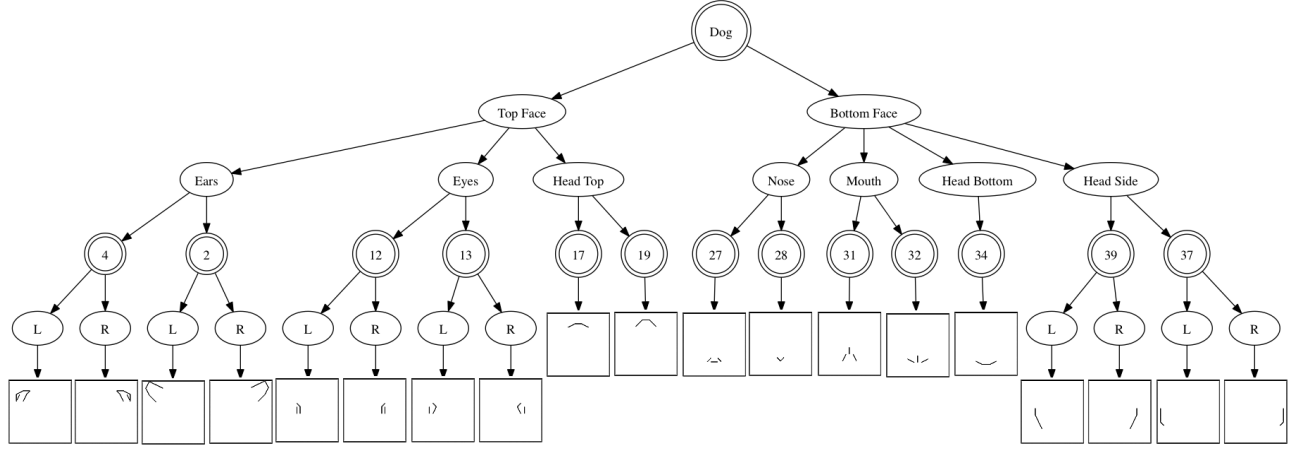 Dog
Top Face Bottom Face
Ears Eyes Head Top Nose Mouth Head Bottom Head Side
4 2 12 13 17 19 27 28 31 32 34 39 37
L R L R L R L R L R L R